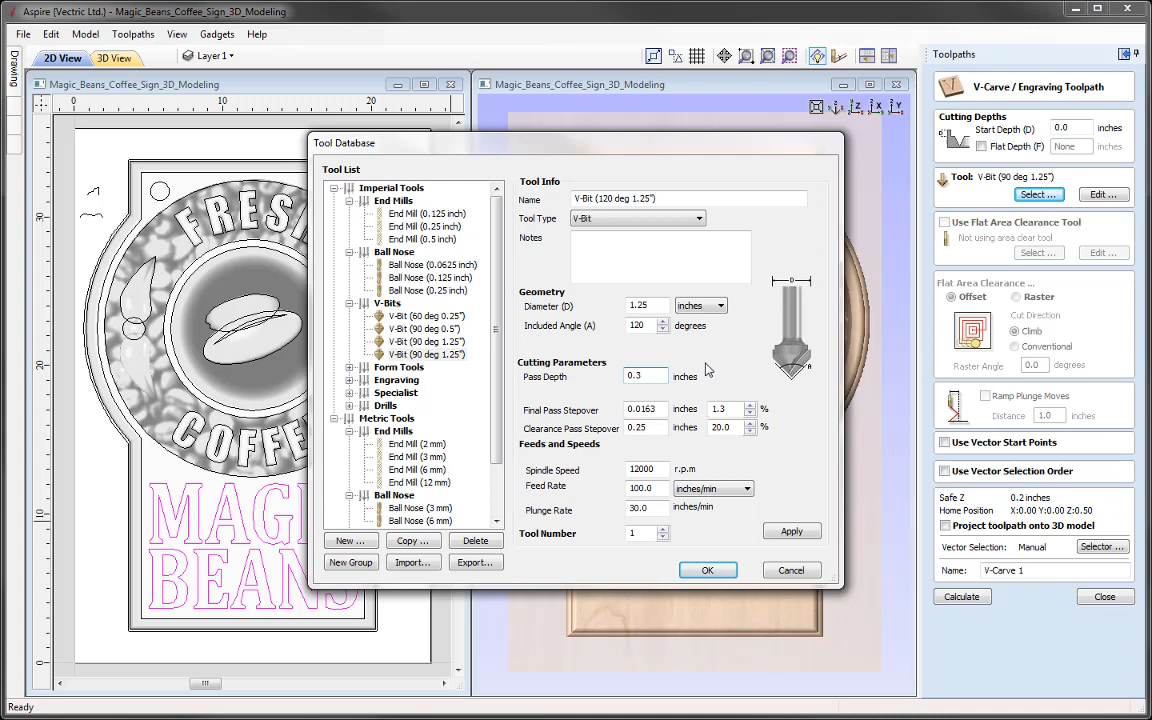 Aspire {Vectric Ltd.} - Magic_Beans_Coffee_Sign_3D_Modeling
File Edit Model Toolpaths View Gadgets Help
2D View 3D View Layer 1
Drawing
Magic_Beans_Coffee_Sign_3D_Modeling
0 10 20
30
20
10
0
FRESH
COFFEE
MAGI
BEANS
Magic_Beans_Coffee_Sign_3D_Modeling
Z X Y
Tool Database
Tool List
Imperial Tools
End Mills
End Mill (0.125 inch)
End Mill (0.25 inch)
End Mill (0.5 inch)
Ball Nose
Ball Nose (0.0625 inch)
Ball Nose (0.125 inch)
Ball Nose (0.25 inch)
V-Bits
V-Bit (60 deg 0.25")
V-Bit (90 deg 0.5")
V-Bit (90 deg 1.25")
V-Bit (90 deg 1.25")
Form Tools
Engraving
Specialist
Drills
Metric Tools
End Mills
End Mill (2 mm)
End Mill (3 mm)
End Mill (6 mm)
End Mill (12 mm)
Ball Nose
Ball Nose (3 mm)
Ball Nose (6 mm)
New ... Copy ... Delete
New Group Import... Export...
Tool Info
Name V-Bit (120 deg 1.25")
Tool Type V-Bit
Notes
Geometry
Diameter (D) 1.25 inches
Included Angle (A) 120 degrees
D
A
Cutting Parameters
Pass Depth 0.3 inches
Final Pass Stepover 0.0163 inches 1.3 %
Clearance Pass Stepover 0.25 inches 20.0 %
Feeds and Speeds
Spindle Speed 12000 r.p.m
Feed Rate 100.0 inches/min
Plunge Rate 30.0 inches/min
Tool Number 1
Apply
OK Cancel
Toolpaths
V-Carve / Engraving Toolpath
Cutting Depths
Start Depth (D) 0.0 inches
Flat Depth (F) None inches
Tool: V-Bit (90 deg 1.25")
Select ... Edit ...
Use Flat Area Clearance Tool
Not using area clear tool
Select ... Edit ...
Flat Area Clearance ...
Offset Raster
Cut Direction
Climb
Conventional
Raster Angle 0.0 degrees
Ramp Plunge Moves
Distance 1.0 inches
Use Vector Start Points
Use Vector Selection Order
Safe Z 0.2 inches
Home Position X:0.00 Y:0.00 Z:0.50
Project toolpath onto 3D model
Vector Selection: Manual Selector ...
Name: V-Carve 1
Calculate Close
Ready